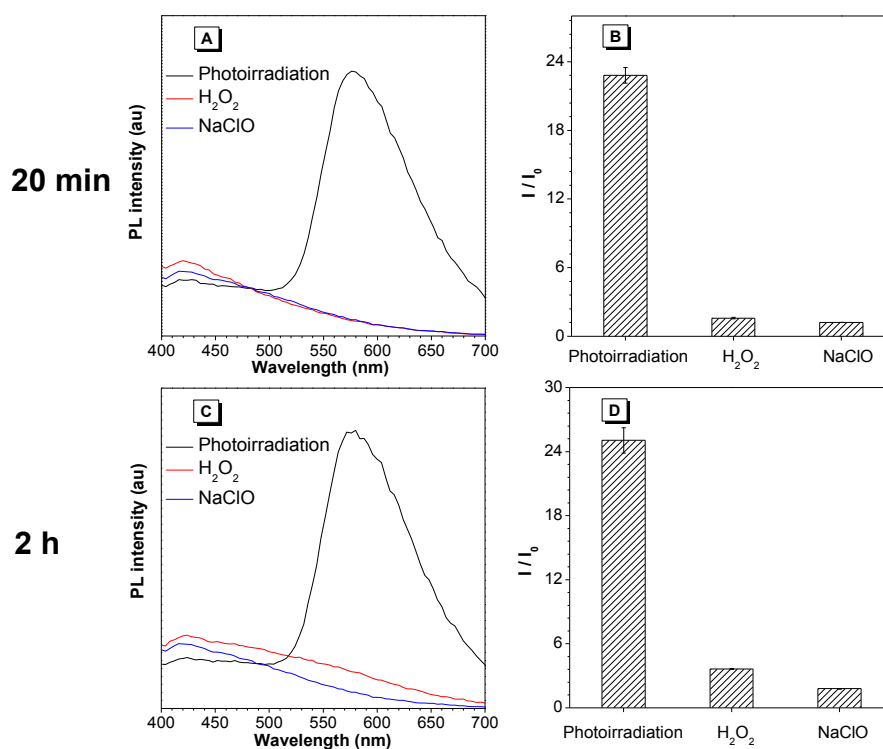 20 min
A
Photoirradiation
H₂O₂
NaClO
PL intensity (au)
400 450 500 550 600 650 700
Wavelength (nm)
B
24
18
12
6
0
I / I₀
Photoirradiation H₂O₂ NaClO
2 h
C
Photoirradiation
H₂O₂
NaClO
PL intensity (au)
400 450 500 550 600 650 700
Wavelength (nm)
D
30
24
18
12
6
0
I / I₀
Photoirradiation H₂O₂ NaClO